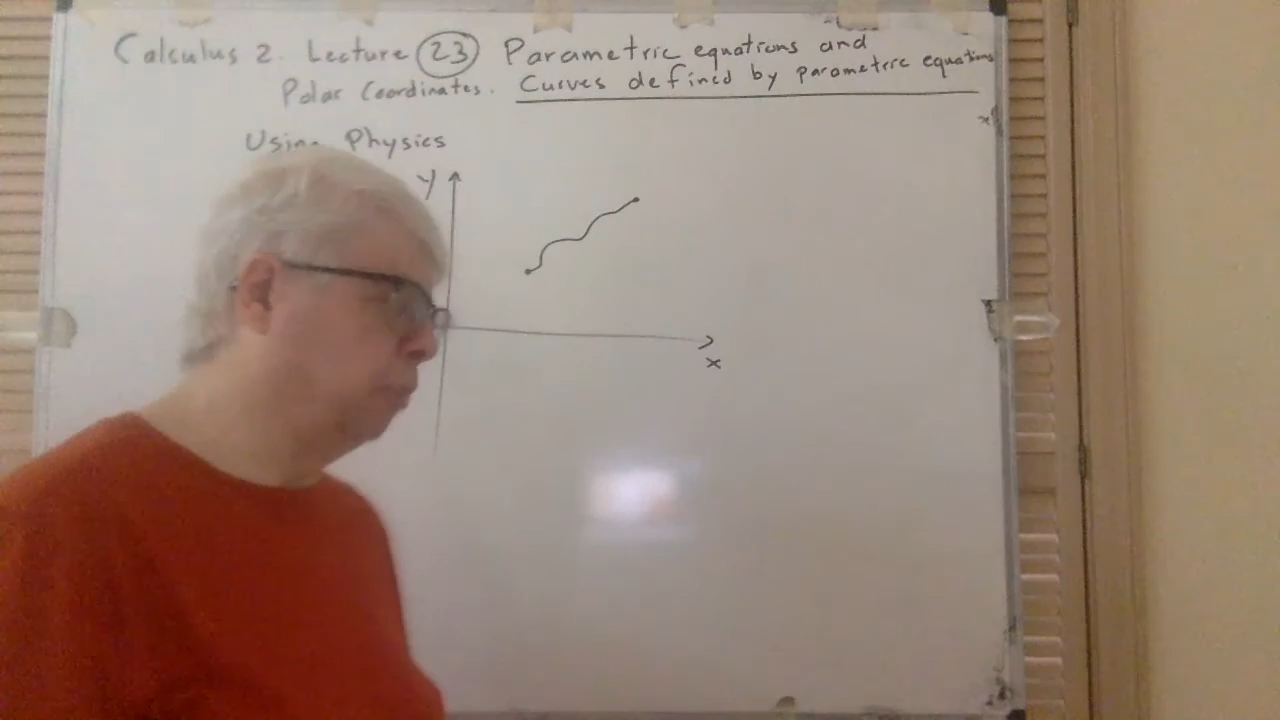 Calculus 2. Lecture 23 Parametric equations and
Polar Coordinates. Curves defined by parametric equations
Using Physics
y
x